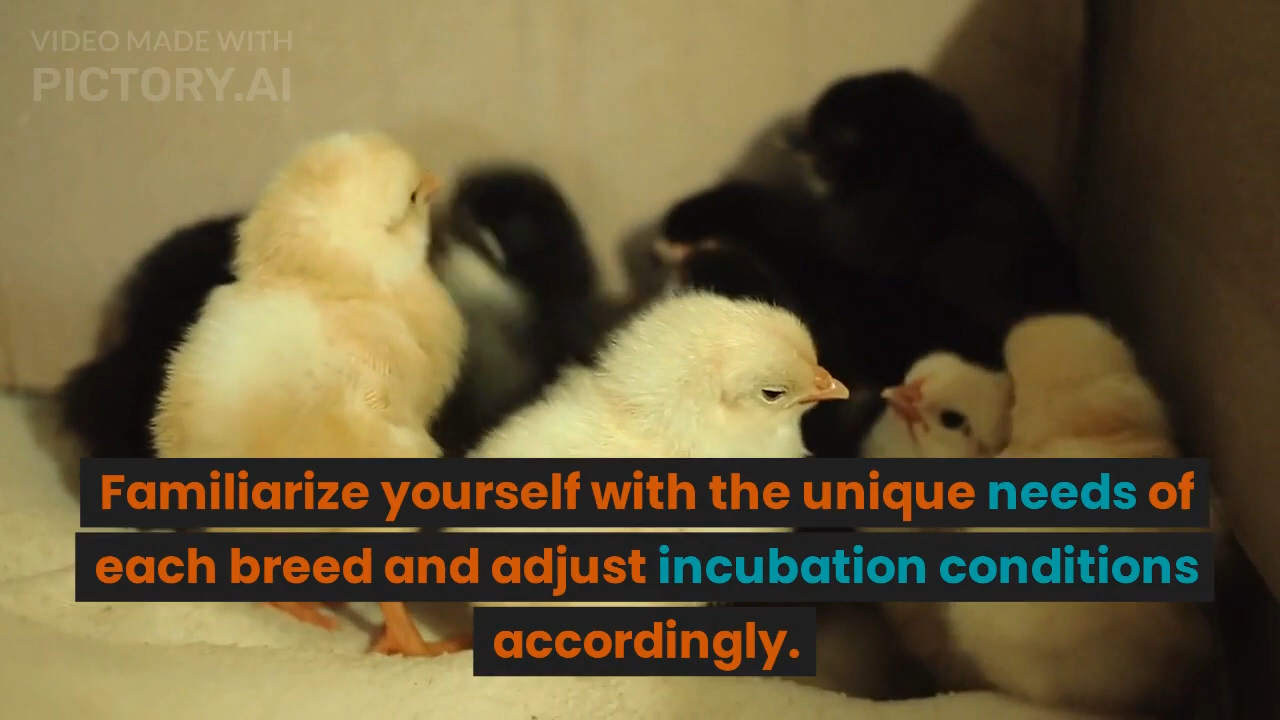 VIDEO MADE WITH
PICTORY.AI
Familiarize yourself with the unique needs of
each breed and adjust incubation conditions
accordingly.